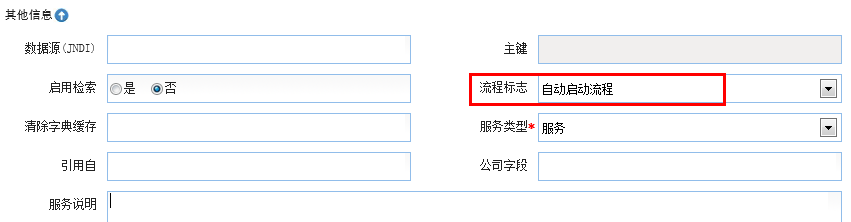 其他信息
数据源(JNDI) 主键
启用检索 是 否 流程标志 自动启动流程
清除字典缓存 服务类型* 服务
引用自 公司字段
服务说明